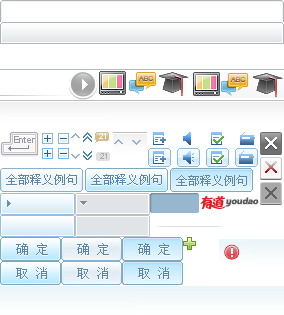 ABC ABC
Enter 21
21
全部释义例句 全部释义例句 全部释义例句
有道 youdao
确 定 确 定 确 定
取 消 取 消 取 消